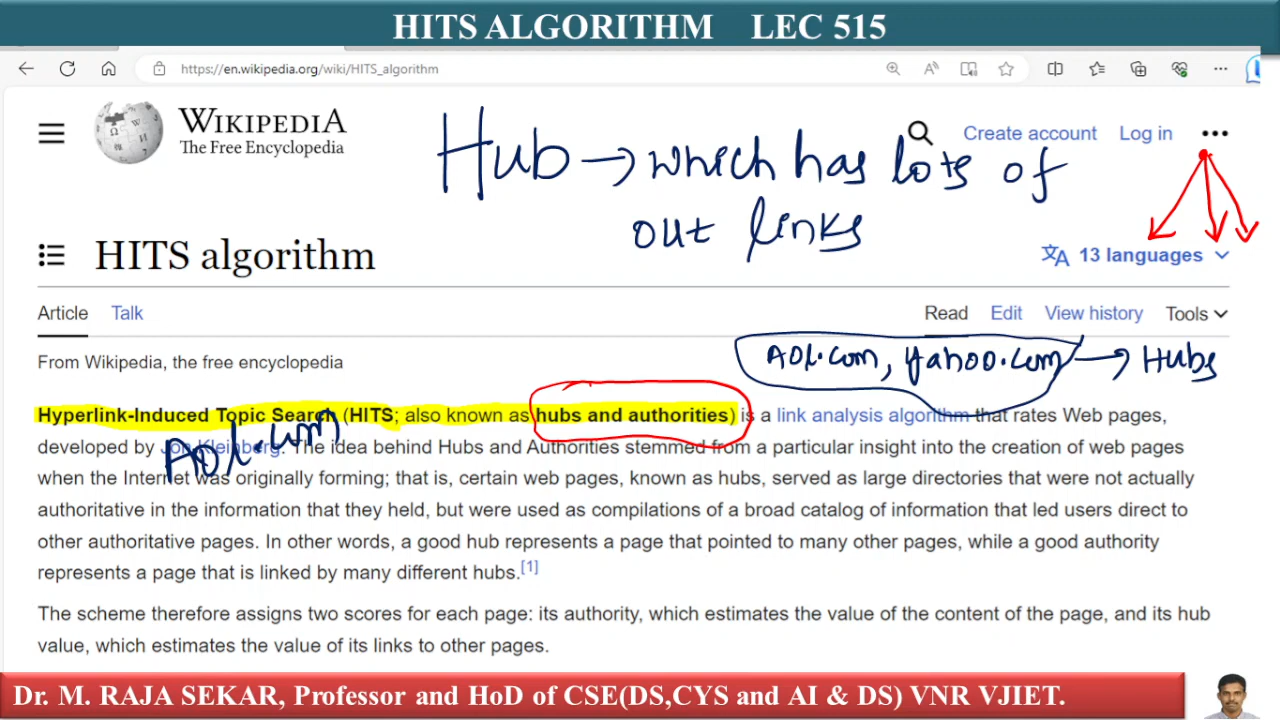 HITS ALGORITHM LEC 515
https://en.wikipedia.org/wiki/HITS_algorithm
WIKIPEDIA
The Free Encyclopedia
Create account Log in
Hub → which has lots of
out links
HITS algorithm
13 languages
Article Talk
Read Edit View history Tools
From Wikipedia, the free encyclopedia
AOL.com, yahoo.com → Hubs
Hyperlink-Induced Topic Search (HITS; also known as hubs and authorities) is a link analysis algorithm that rates Web pages,
AOL.com
developed by Jon Kleinberg. The idea behind Hubs and Authorities stemmed from a particular insight into the creation of web pages
when the Internet was originally forming; that is, certain web pages, known as hubs, served as large directories that were not actually
authoritative in the information that they held, but were used as compilations of a broad catalog of information that led users direct to
other authoritative pages. In other words, a good hub represents a page that pointed to many other pages, while a good authority
represents a page that is linked by many different hubs.[1]
The scheme therefore assigns two scores for each page: its authority, which estimates the value of the content of the page, and its hub
value, which estimates the value of its links to other pages.
Dr. M. RAJA SEKAR, Professor and HoD of CSE(DS,CYS and AI & DS) VNR VJIET.